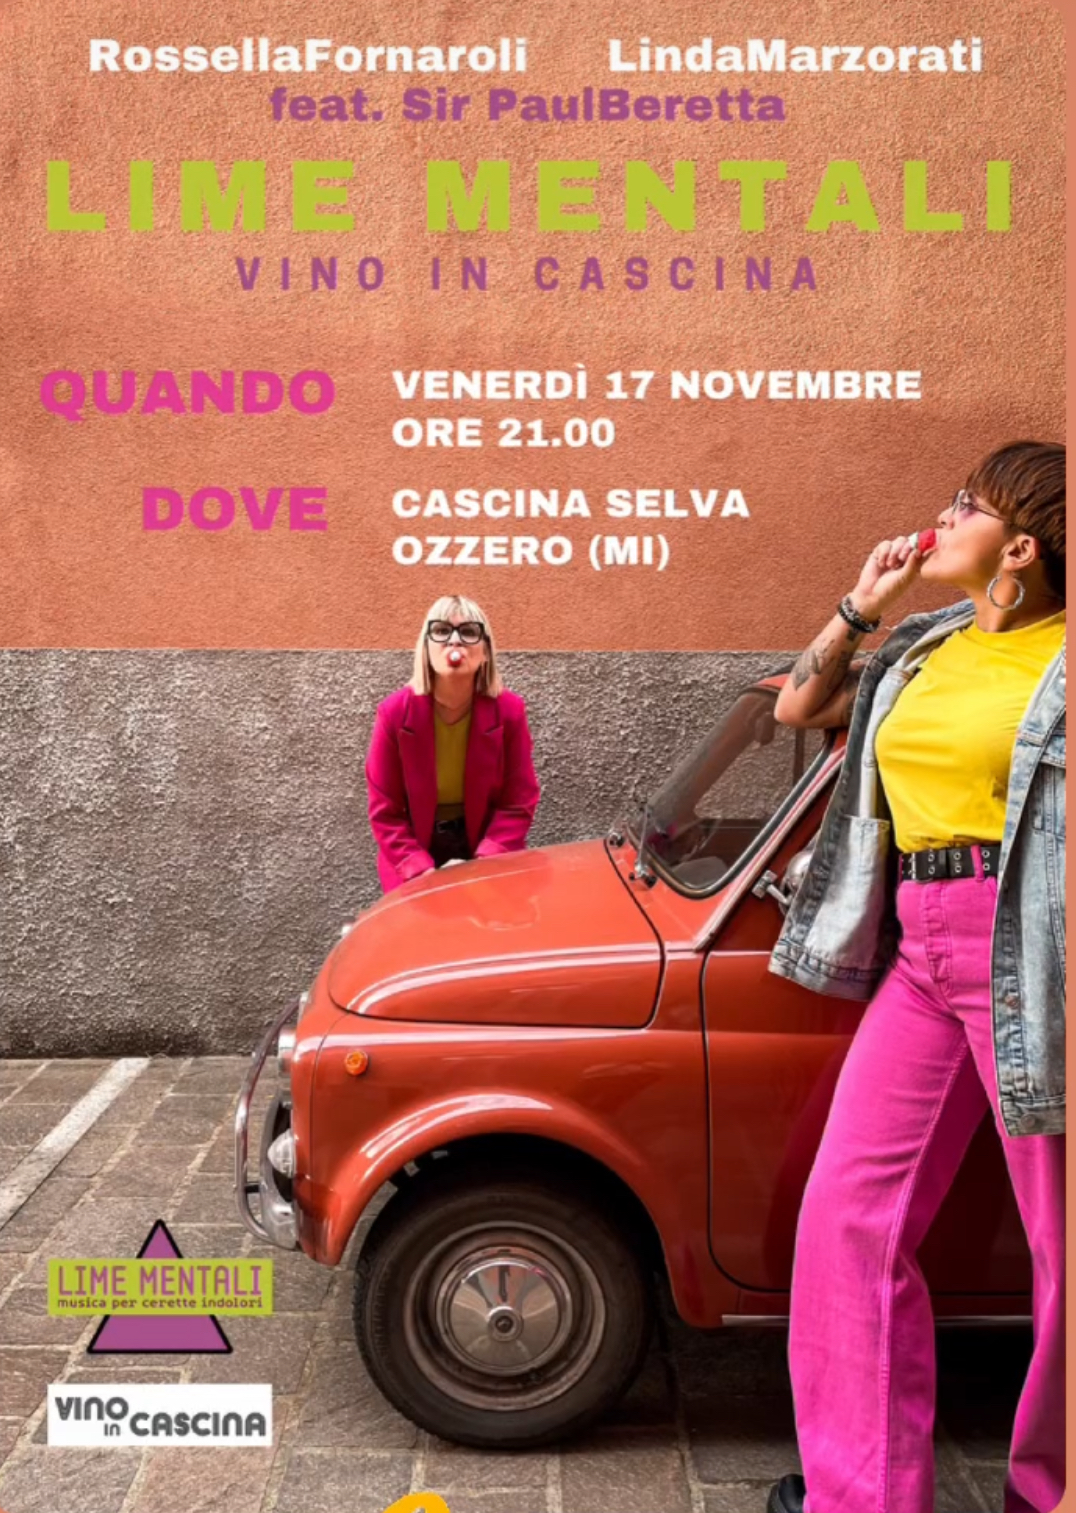 RossellaFornaroli LindaMarzorati
feat. Sir PaulBeretta
LIME MENTALI
VINO IN CASCINA
QUANDO
VENERDÌ 17 NOVEMBRE
ORE 21.00
DOVE
CASCINA SELVA
OZZERO (MI)
LIME MENTALI
musica per cerette indolori
VINO in CASCINA